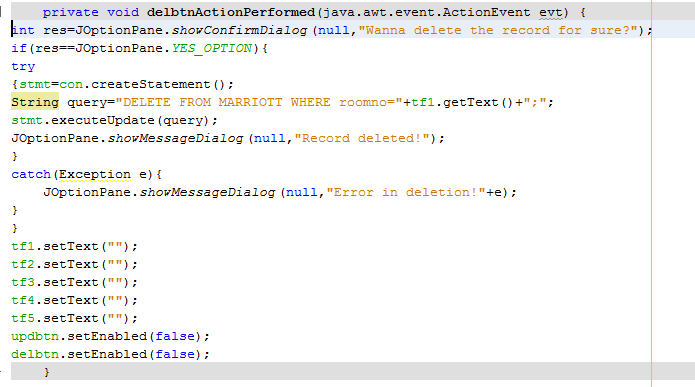 private void delbtnActionPerformed(java.awt.event.ActionEvent evt) {
int res=JOptionPane.showConfirmDialog(null,"Wanna delete the record for sure?");
if(res==JOptionPane.YES_OPTION){
try
{stmt=con.createStatement();
String query="DELETE FROM MARRIOTT WHERE roomno="+tf1.getText()+";";
stmt.executeUpdate(query);
JOptionPane.showMessageDialog(null,"Record deleted!");
}
catch(Exception e){
    JOptionPane.showMessageDialog(null,"Error in deletion!"+e);
}
}
tf1.setText("");
tf2.setText("");
tf3.setText("");
tf4.setText("");
tf5.setText("");
updbtn.setEnabled(false);
delbtn.setEnabled(false);
    }